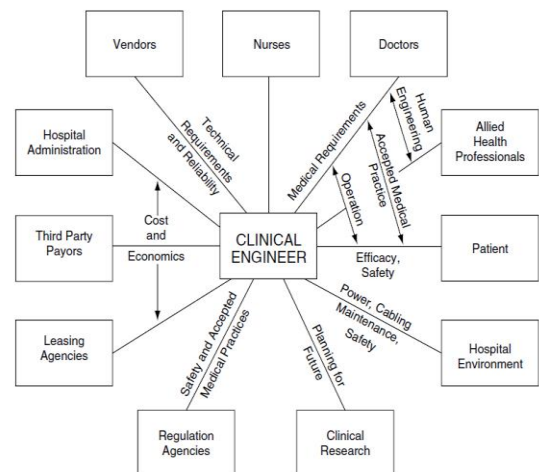 Vendors
Nurses
Doctors
Hospital
Administration
Technical
Requirements
and Reliability
Medical Requirements
Human
Engineering
Allied
Health
Professionals
Accepted Medical
Practice
Operation
Third Party
Payors
Cost
and
Economics
CLINICAL
ENGINEER
Efficacy,
Safety
Patient
Leasing
Agencies
Safety and Accepted
Medical Practices
Planning for
Future
Power, Cabling
Maintenance,
Safety
Hospital
Environment
Regulation
Agencies
Clinical
Research